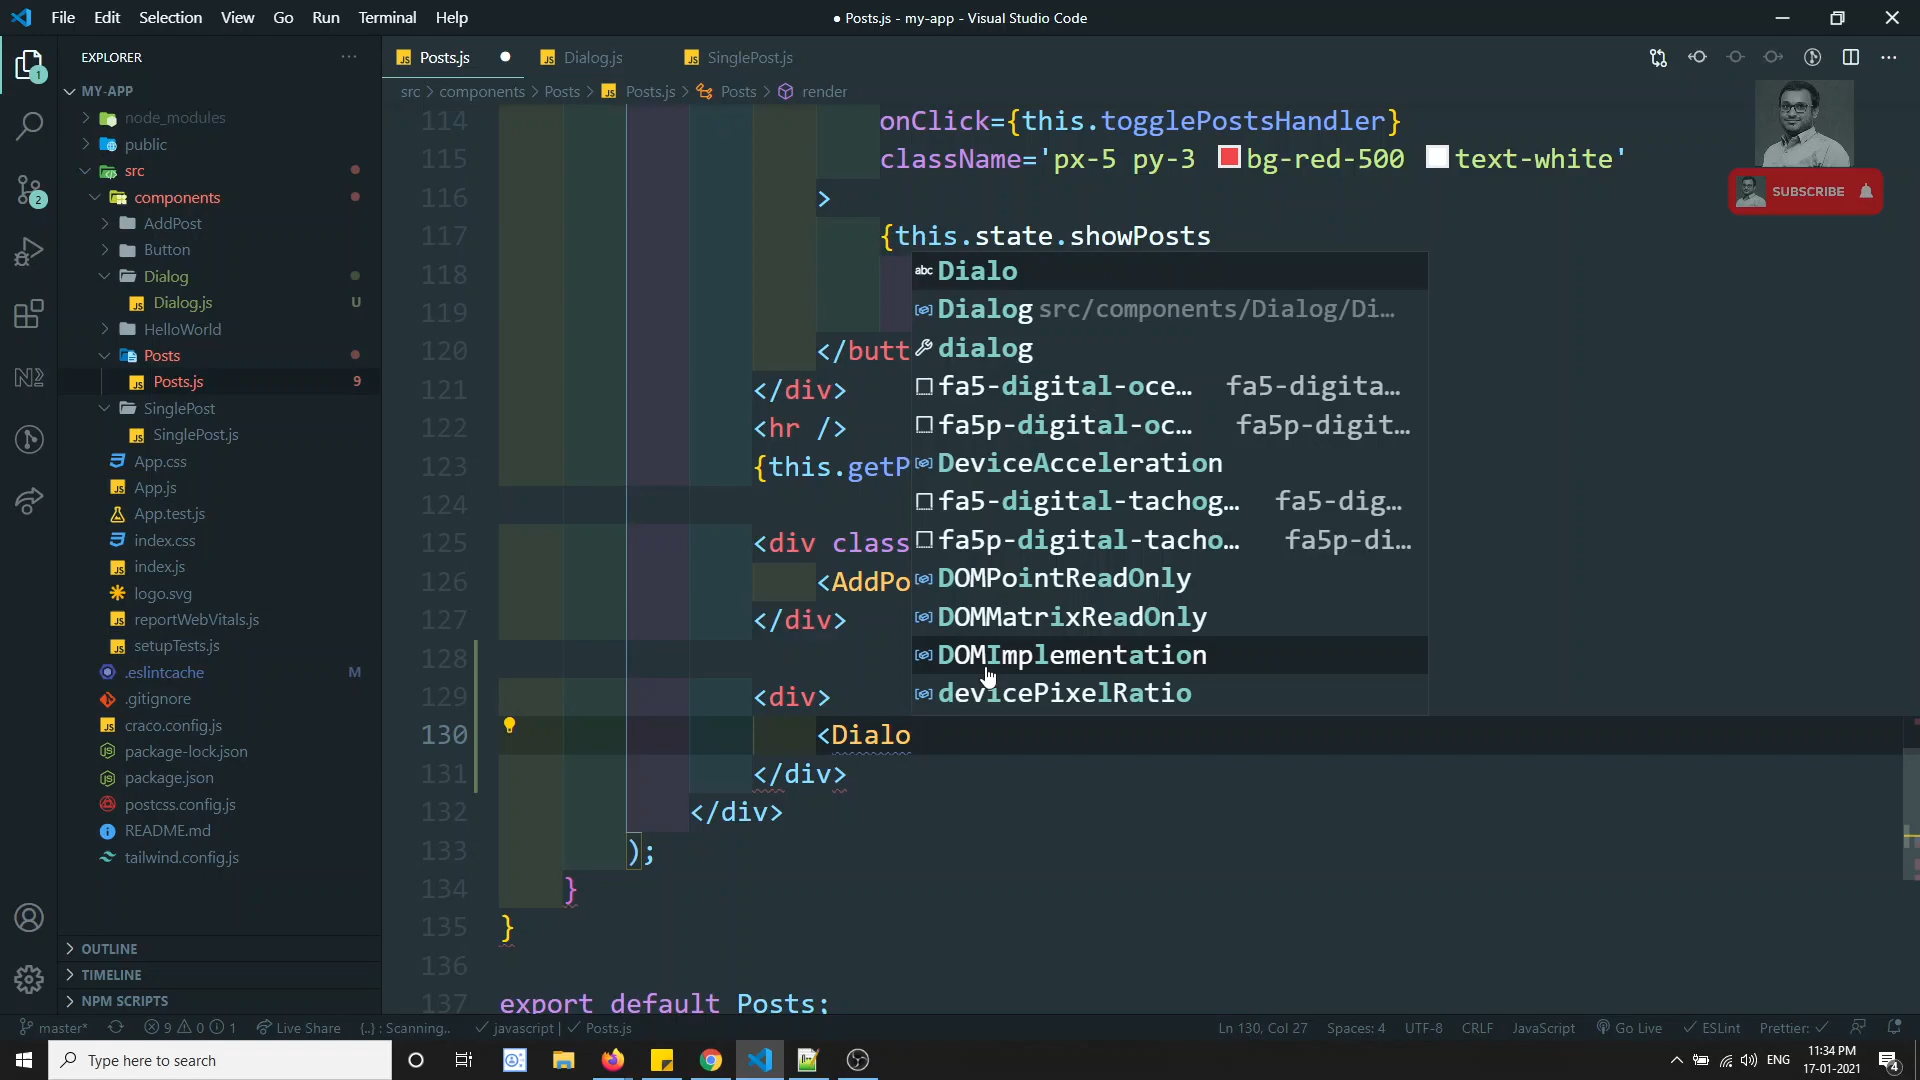 File Edit Selection View Go Run Terminal Help
● Posts.js - my-app - Visual Studio Code
EXPLORER
MY-APP
node_modules
public
src
components
AddPost
Button
Dialog
Dialog.js U
HelloWorld
Posts
Posts.js 9
SinglePost
SinglePost.js
App.css
App.js
App.test.js
index.css
index.js
logo.svg
reportWebVitals.js
setupTests.js
.eslintcache M
.gitignore
craco.config.js
package-lock.json
package.json
postcss.config.js
README.md
tailwind.config.js
OUTLINE
TIMELINE
NPM SCRIPTS
1
2
Posts.js Dialog.js SinglePost.js
src > components > Posts > Posts.js > Posts > render
SUBSCRIBE
114 onClick={this.togglePostsHandler}
115 className='px-5 py-3 bg-red-500 text-white'
116 >
117 {this.state.showPosts
118
119
120 </butt
121 </div>
122 <hr />
123 {this.getP
124
125 <div class
126 <AddPo
127 </div>
128
129 <div>
130 <Dialo
131 </div>
132 </div>
133 );
134 }
135 }
136
137 export default Posts;
abc Dialo
Dialog src/components/Dialog/Di…
dialog
fa5-digital-oce… fa5-digita…
fa5p-digital-oc… fa5p-digit…
DeviceAcceleration
fa5-digital-tachog… fa5-dig…
fa5p-digital-tacho… fa5p-di…
DOMPointReadOnly
DOMMatrixReadOnly
DOMImplementation
devicePixelRatio
master* 9 0 1 Live Share {..} : Scanning.. ✓ javascript | ✓ Posts.js
Ln 130, Col 27 Spaces: 4 UTF-8 CRLF JavaScript Go Live ✓ ESLint Prettier: ✓
Type here to search
ENG
11:34 PM
17-01-2021
4